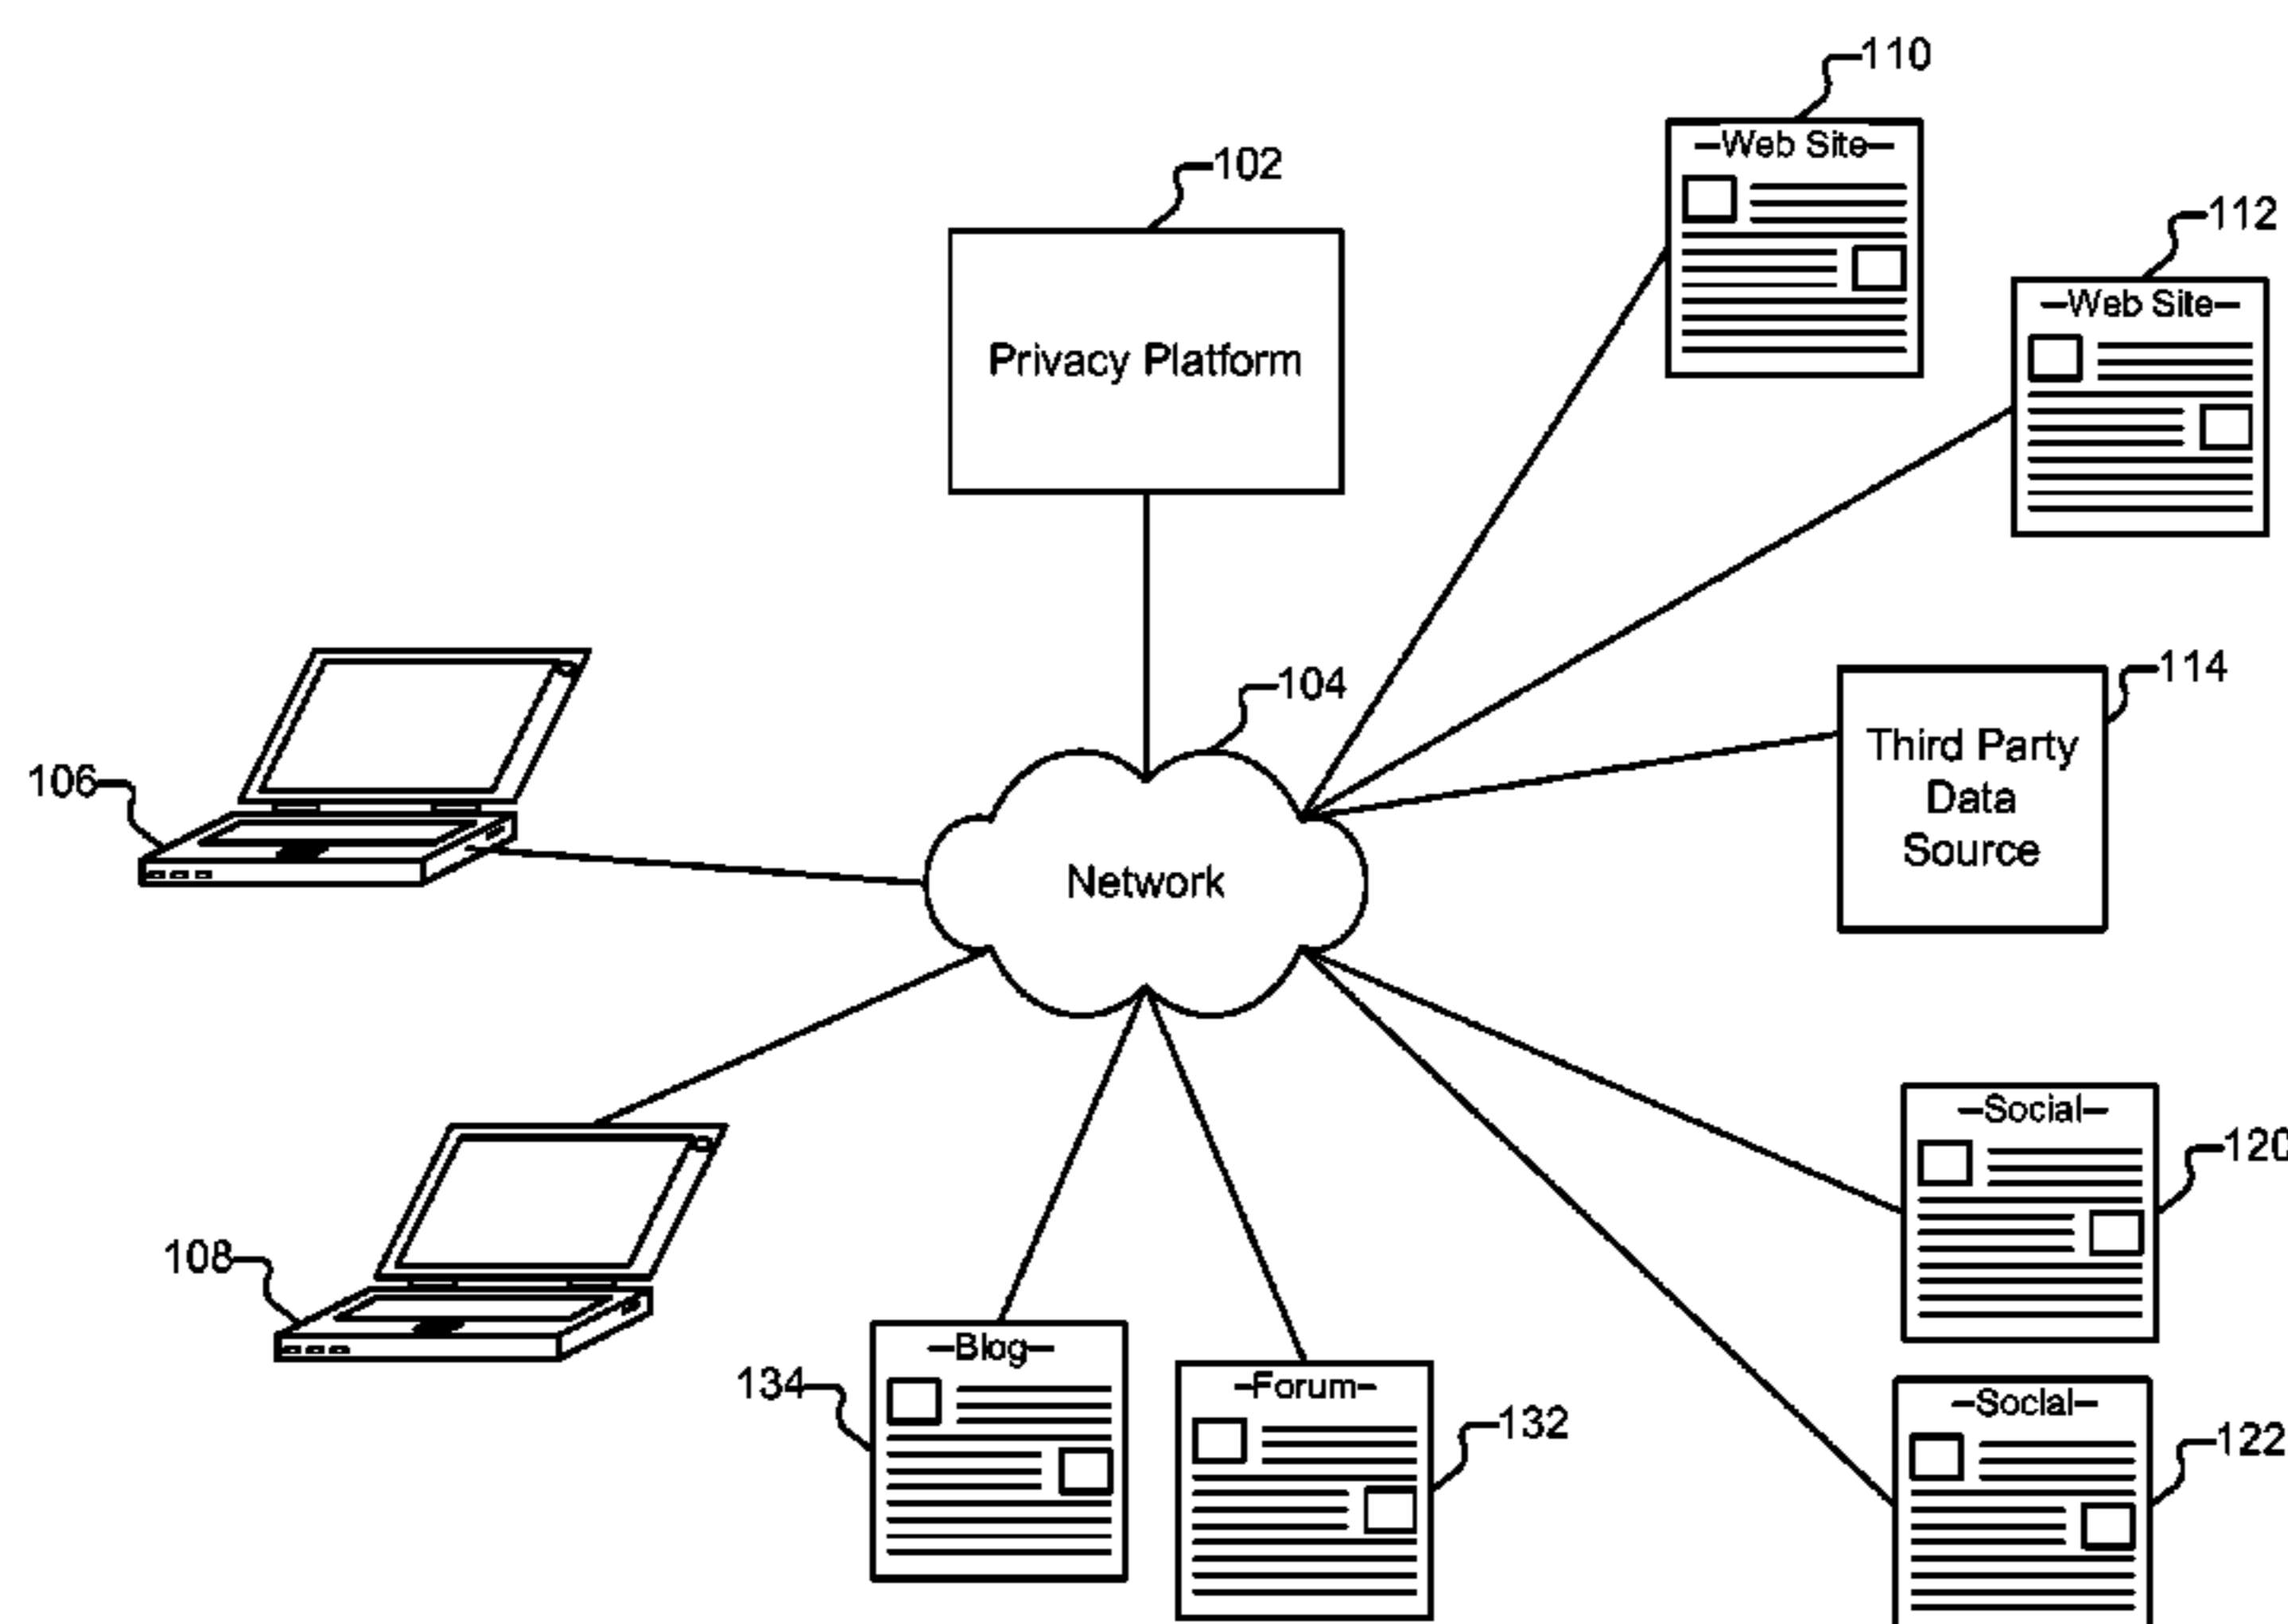 110
Web Site
102
112
Web Site
Privacy Platform
104
114
Third Party
Data
Source
106
Network
Social
120
108
Blog
Forum
134
132
Social
122